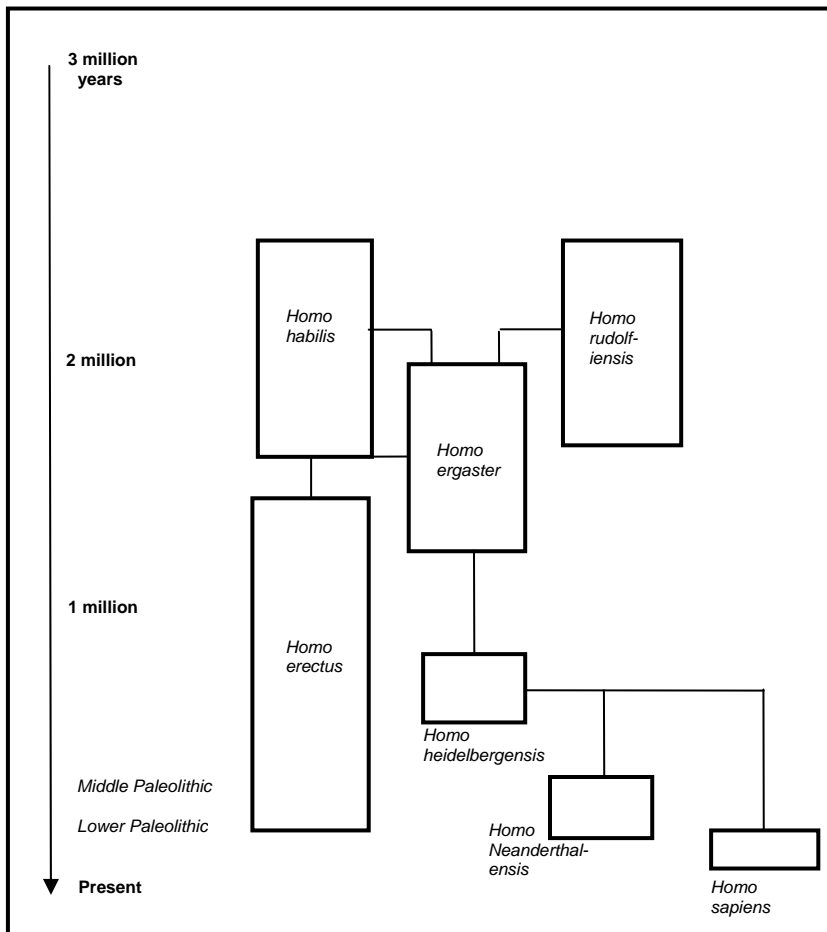 3 million
years
Homo
habilis
Homo
rudolf-
iensis
2 million
Homo
ergaster
1 million
Homo
erectus
Homo
heidelbergensis
Middle Paleolithic
Lower Paleolithic
Homo
Neanderthal-
ensis
Present
Homo
sapiens